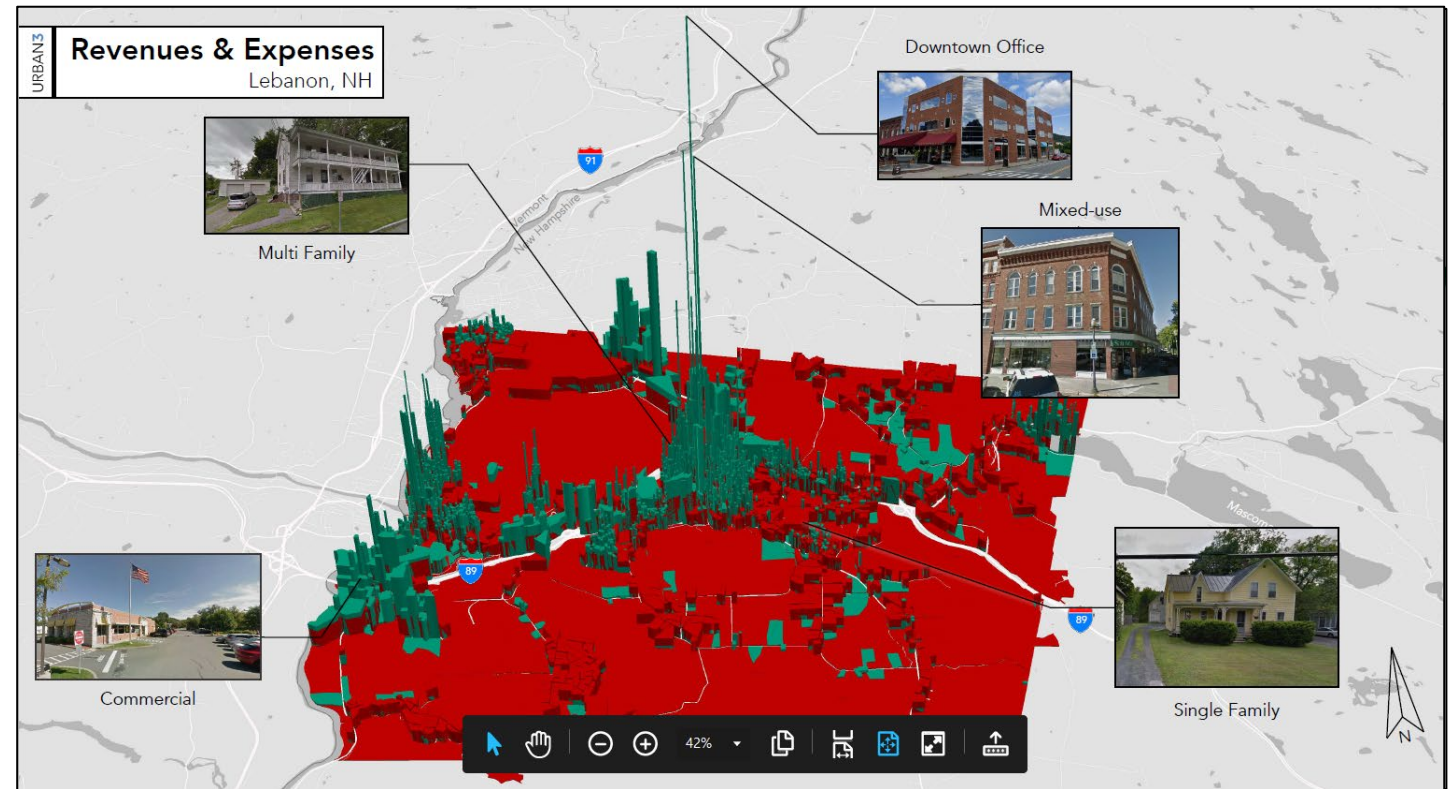 URBAN3
Revenues & Expenses
Lebanon, NH
Downtown Office
Mixed-use
Multi Family
91
Vermont
New Hampshire
89
Commercial
89
Single Family
N
42%